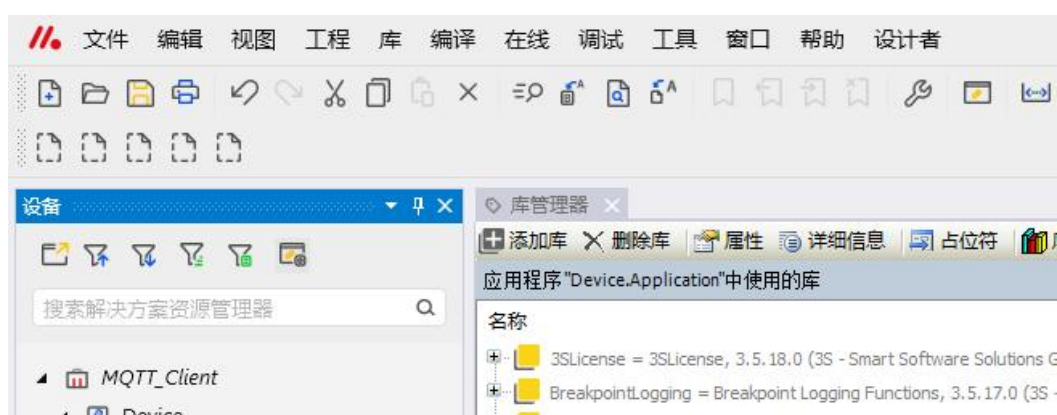 文件 编辑 视图 工程 库 编译 在线 调试 工具 窗口 帮助 设计者
设备
库管理器
添加库 删除库 属性 详细信息 占位符
应用程序"Device.Application"中使用的库
搜索解决方案资源管理器
名称
3SLicense = 3SLicense, 3.5.18.0 (3S - Smart Software Solutions G
MQTT_Client
BreakpointLogging = Breakpoint Logging Functions, 3.5.17.0 (3S -
Device